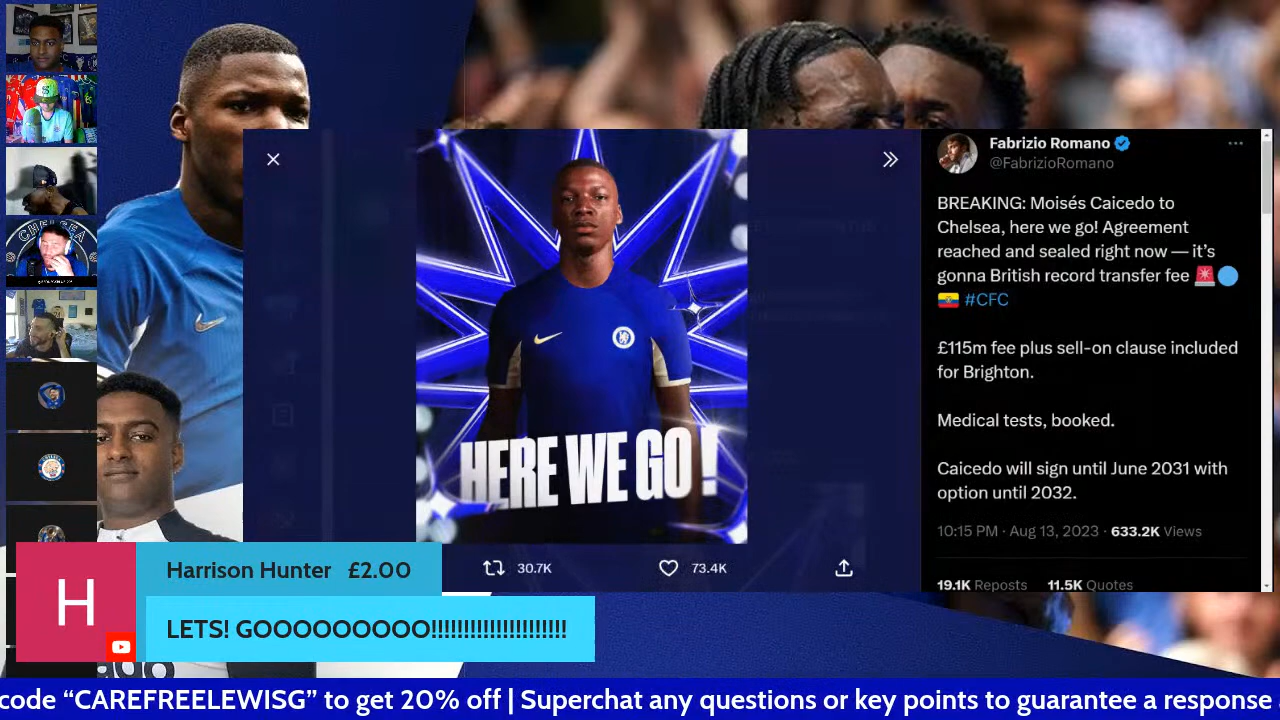 Fabrizio Romano
@FabrizioRomano
BREAKING: Moisés Caicedo to
Chelsea, here we go! Agreement
reached and sealed right now — it's
gonna British record transfer fee 🚨🔵
🇪🇨 #CFC
£115m fee plus sell-on clause included
for Brighton.
Medical tests, booked.
Caicedo will sign until June 2031 with
option until 2032.
10:15 PM · Aug 13, 2023 · 633.2K Views
19.1K Reposts 11.5K Quotes
HERE WE GO!
30.7K 73.4K
CHELSEA
H
Harrison Hunter £2.00
LETS! GOOOOOOOOO!!!!!!!!!!!!!!!!!!!!!
code “CAREFREELEWISG” to get 20% off | Superchat any questions or key points to guarantee a response